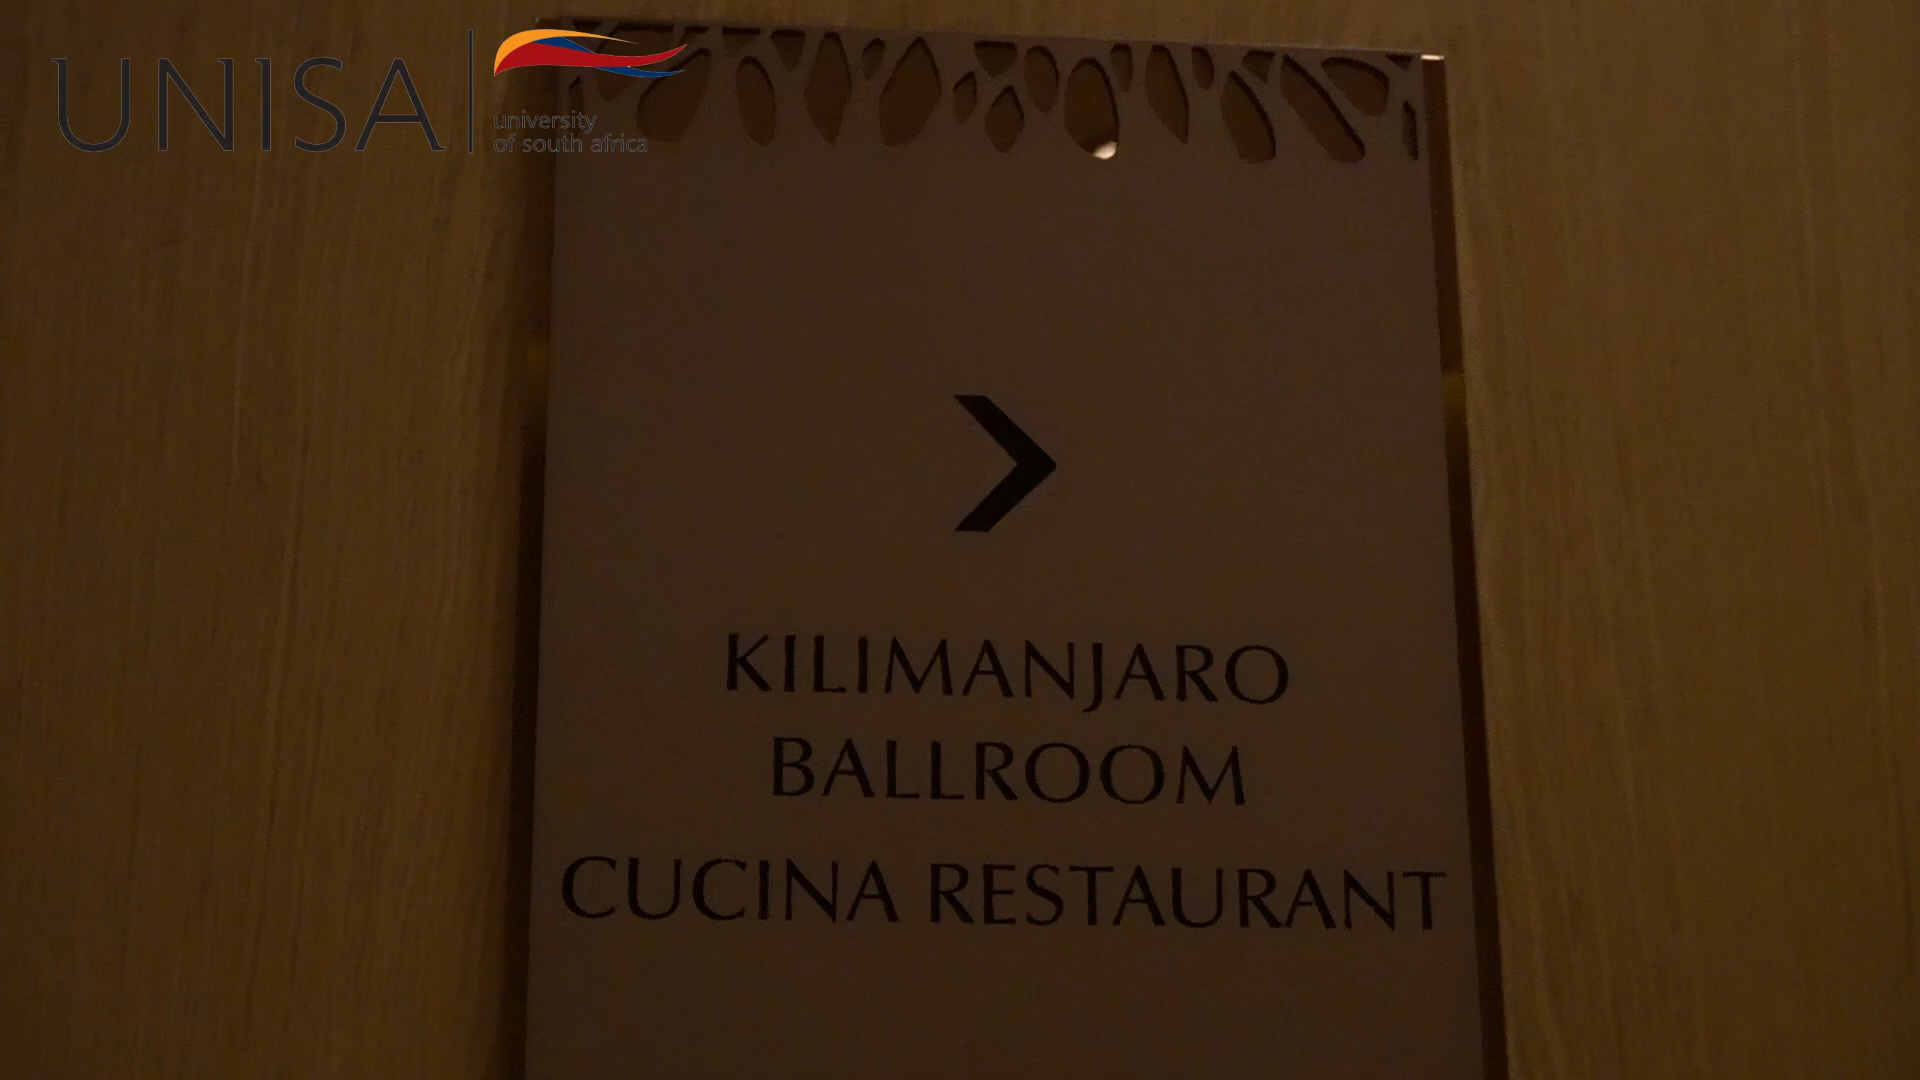 UNISA
university
of south africa
KILIMANJARO
BALLROOM
CUCINA RESTAURANT